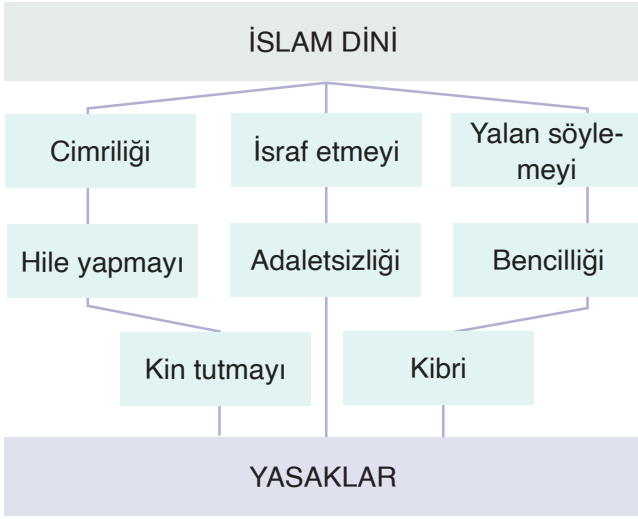 İSLAM DİNİ
Cimriliği
İsraf etmeyi
Yalan söyle-
meyi
Hile yapmayı
Adaletsizliği
Bencilliği
Kin tutmayı
Kibri
YASAKLAR